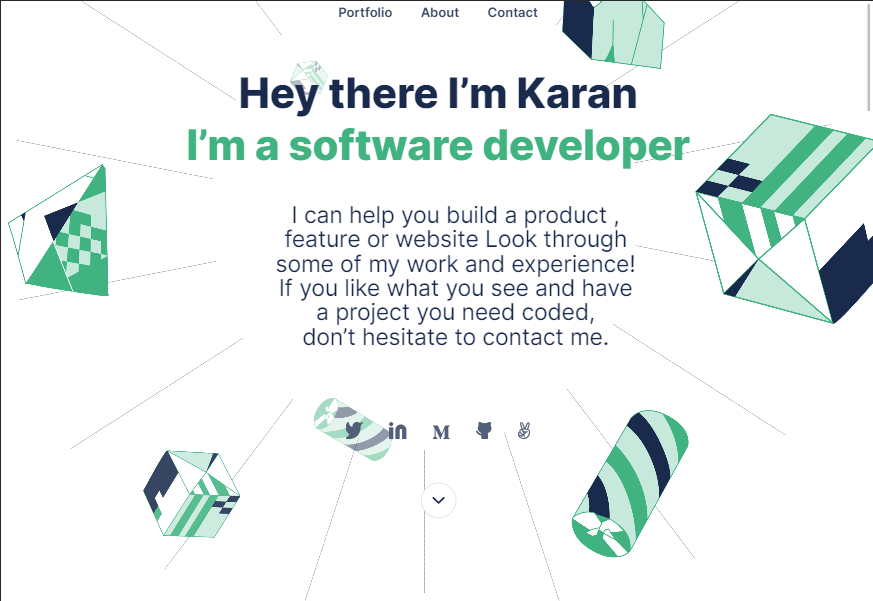 Portfolio About Contact
Hey there I’m Karan
I’m a software developer
I can help you build a product ,
feature or website Look through
some of my work and experience!
If you like what you see and have
a project you need coded,
don’t hesitate to contact me.